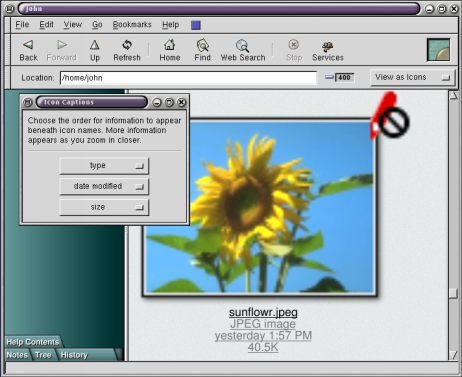 john
File Edit View Go Bookmarks Help
Back Forward Up Refresh Home Find Web Search Stop Services
Location: /home/john 400 View as Icons
Icon Captions
Choose the order for information to appear
beneath icon names. More information
appears as you zoom in closer.
type
date modified
size
sunflowr.jpeg
JPEG image
yesterday 1:57 PM
40.5K
Help Contents
Notes Tree History